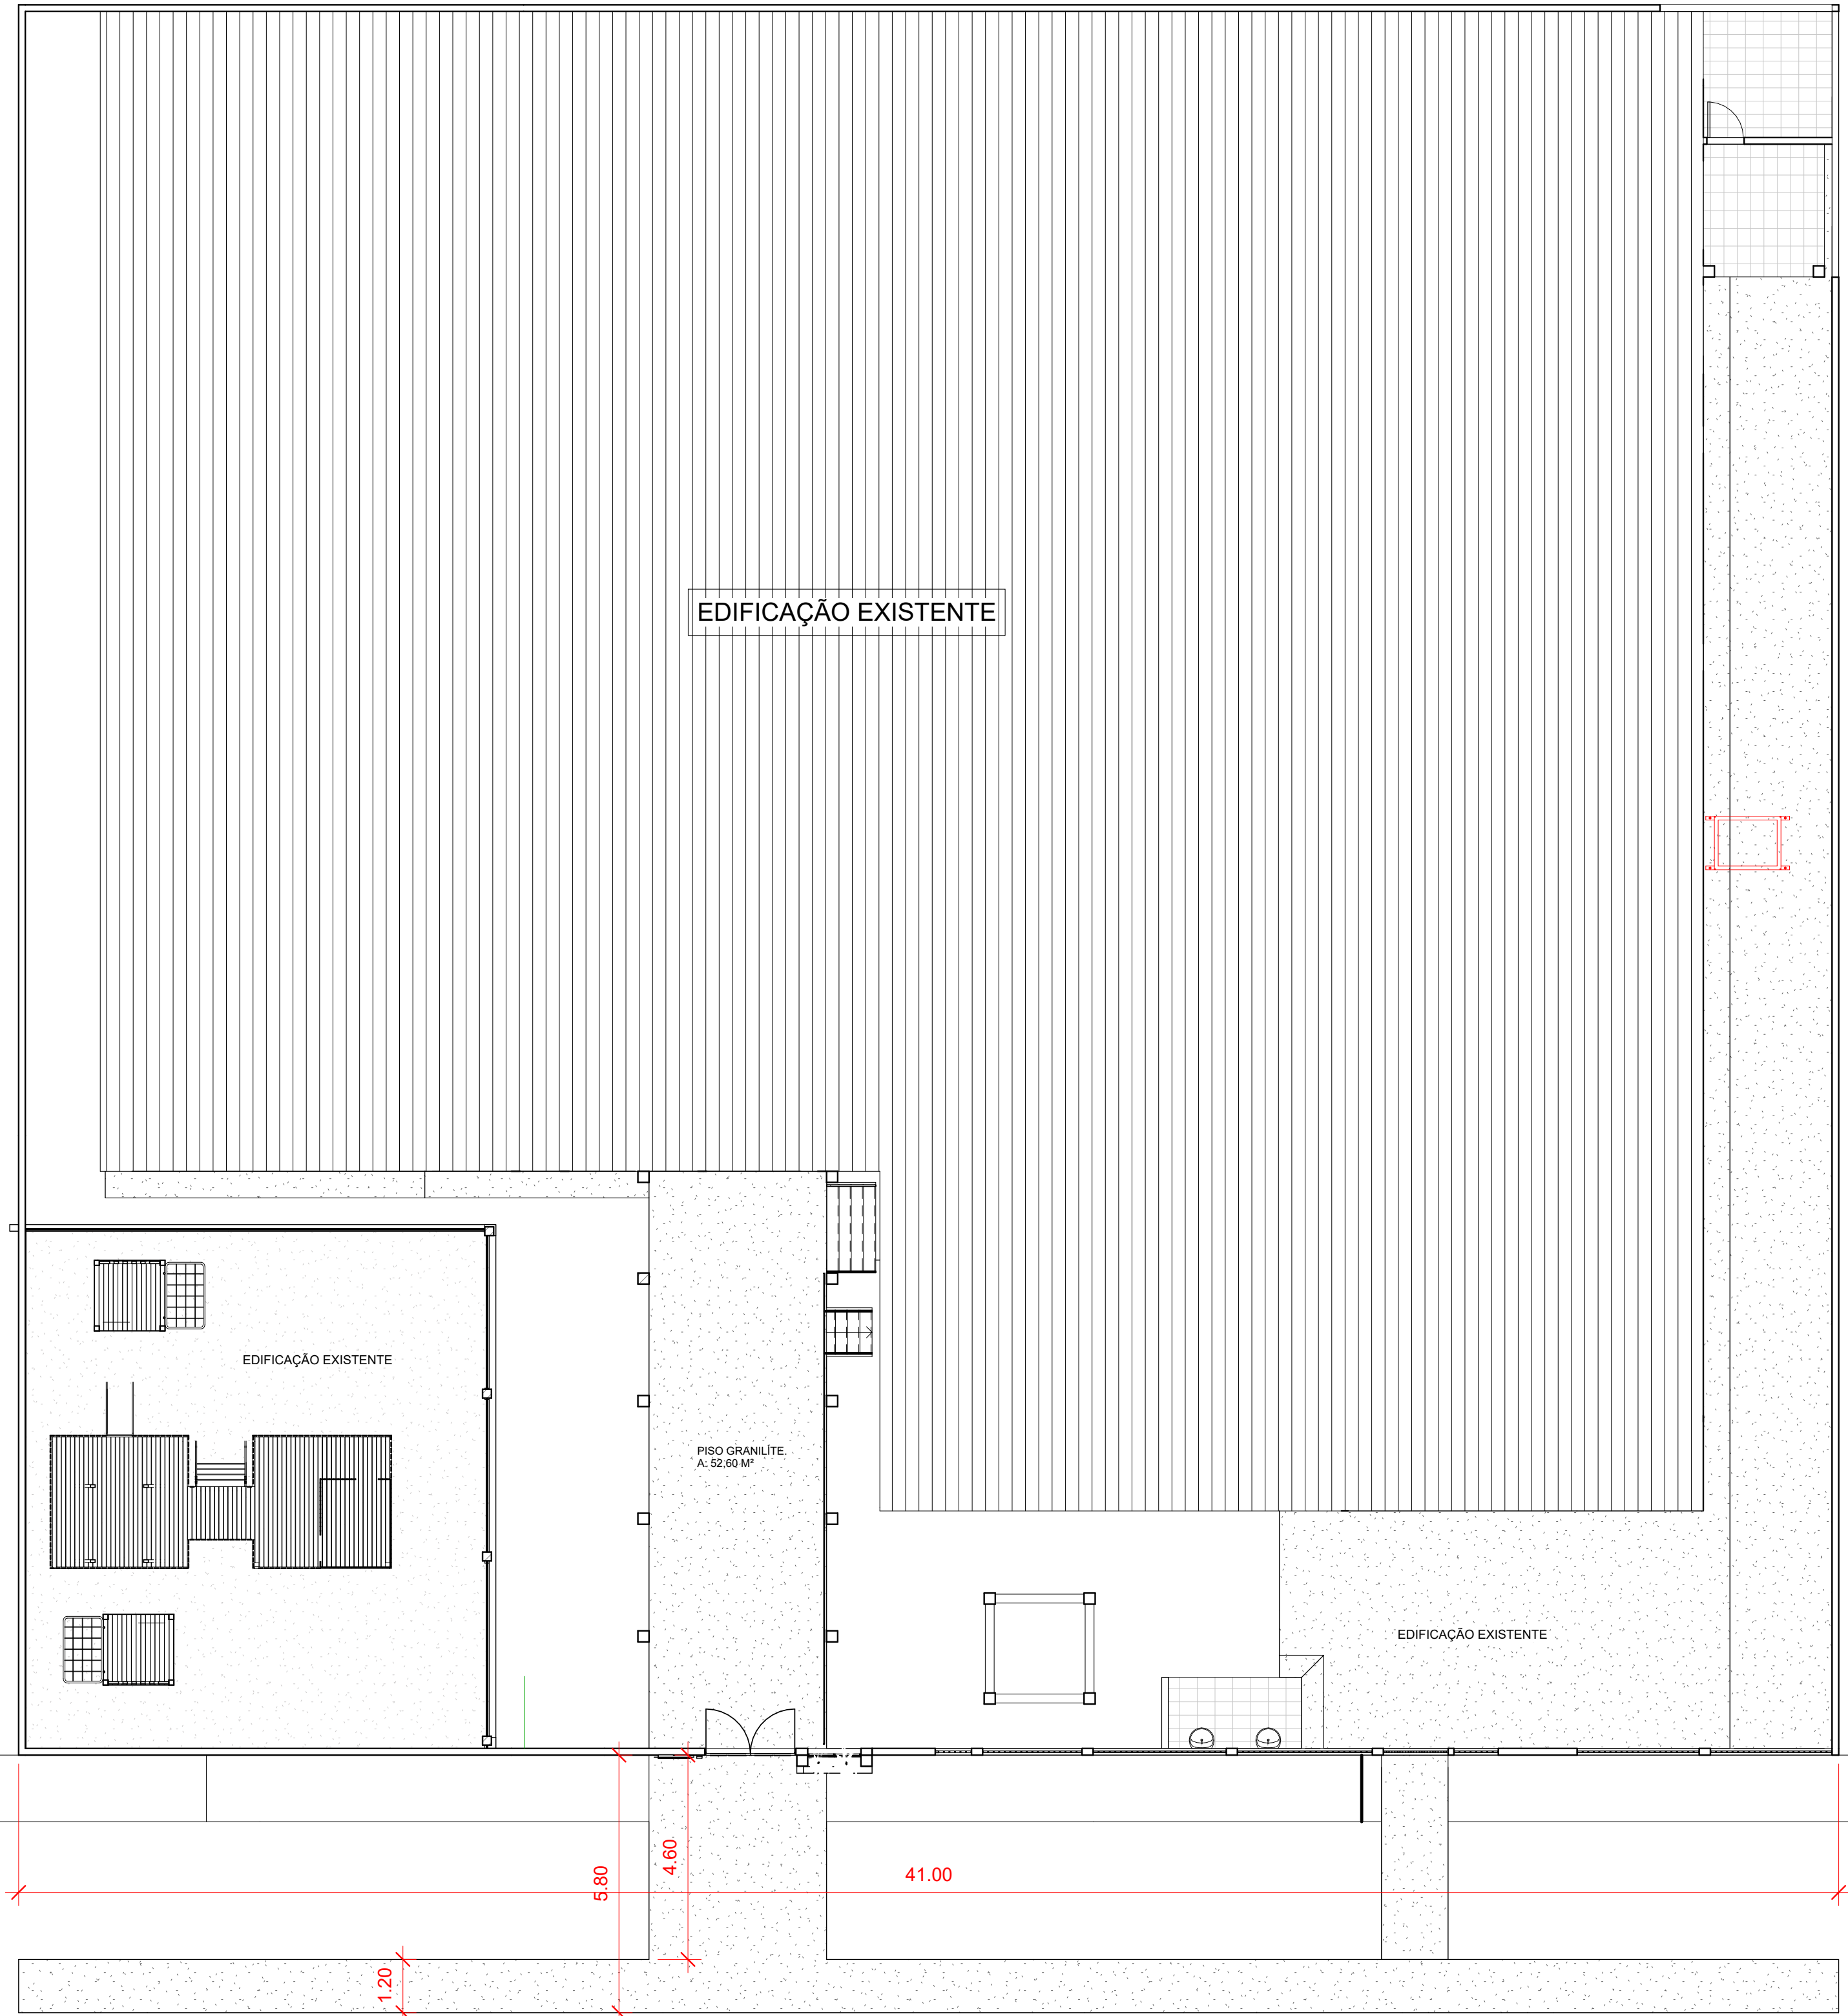 EDIFICAÇÃO EXISTENTE
EDIFICAÇÃO EXISTENTE
PISO GRANILÍTE.
A: 52,60 M²
EDIFICAÇÃO EXISTENTE
4.60
5.80
41.00
1.20